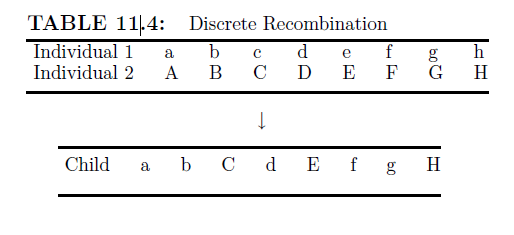 TABLE 11.4: Discrete Recombination
Individual 1 a b c d e f g h
Individual 2 A B C D E F G H
↓
Child a b C d E f g H